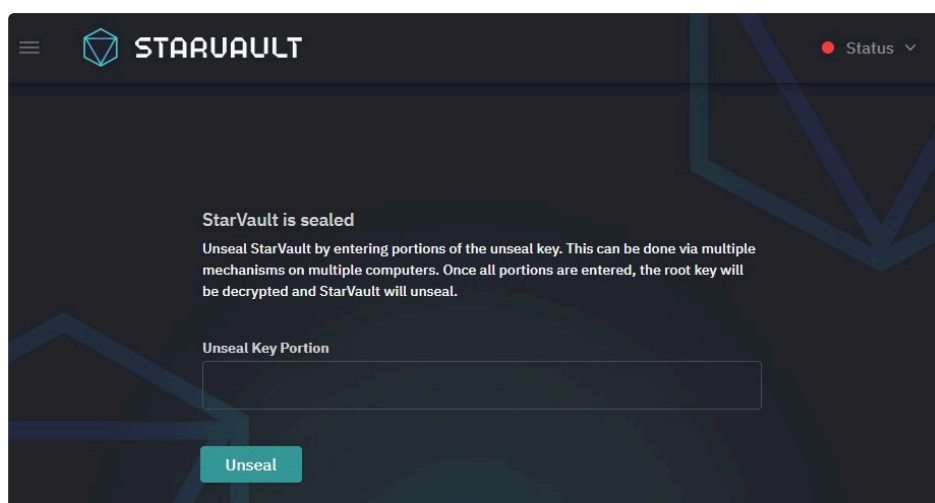 STARVAULT
Status
StarVault is sealed
Unseal StarVault by entering portions of the unseal key. This can be done via multiple
mechanisms on multiple computers. Once all portions are entered, the root key will
be decrypted and StarVault will unseal.
Unseal Key Portion
Unseal